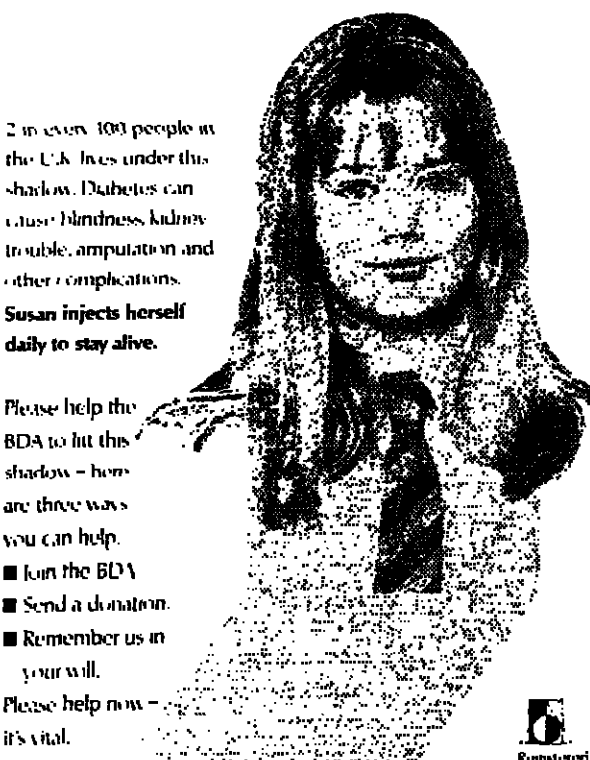 2 in every 100 people in
the U.K. lives under this
shadow. Diabetes can
cause blindness, kidney
trouble, amputation and
other complications.
Susan injects herself
daily to stay alive.
Please help the
BDA to lift this
shadow – here
are three ways
you can help.
■ Join the BDA
■ Send a donation.
■ Remember us in
your will.
Please help now –
it's vital.